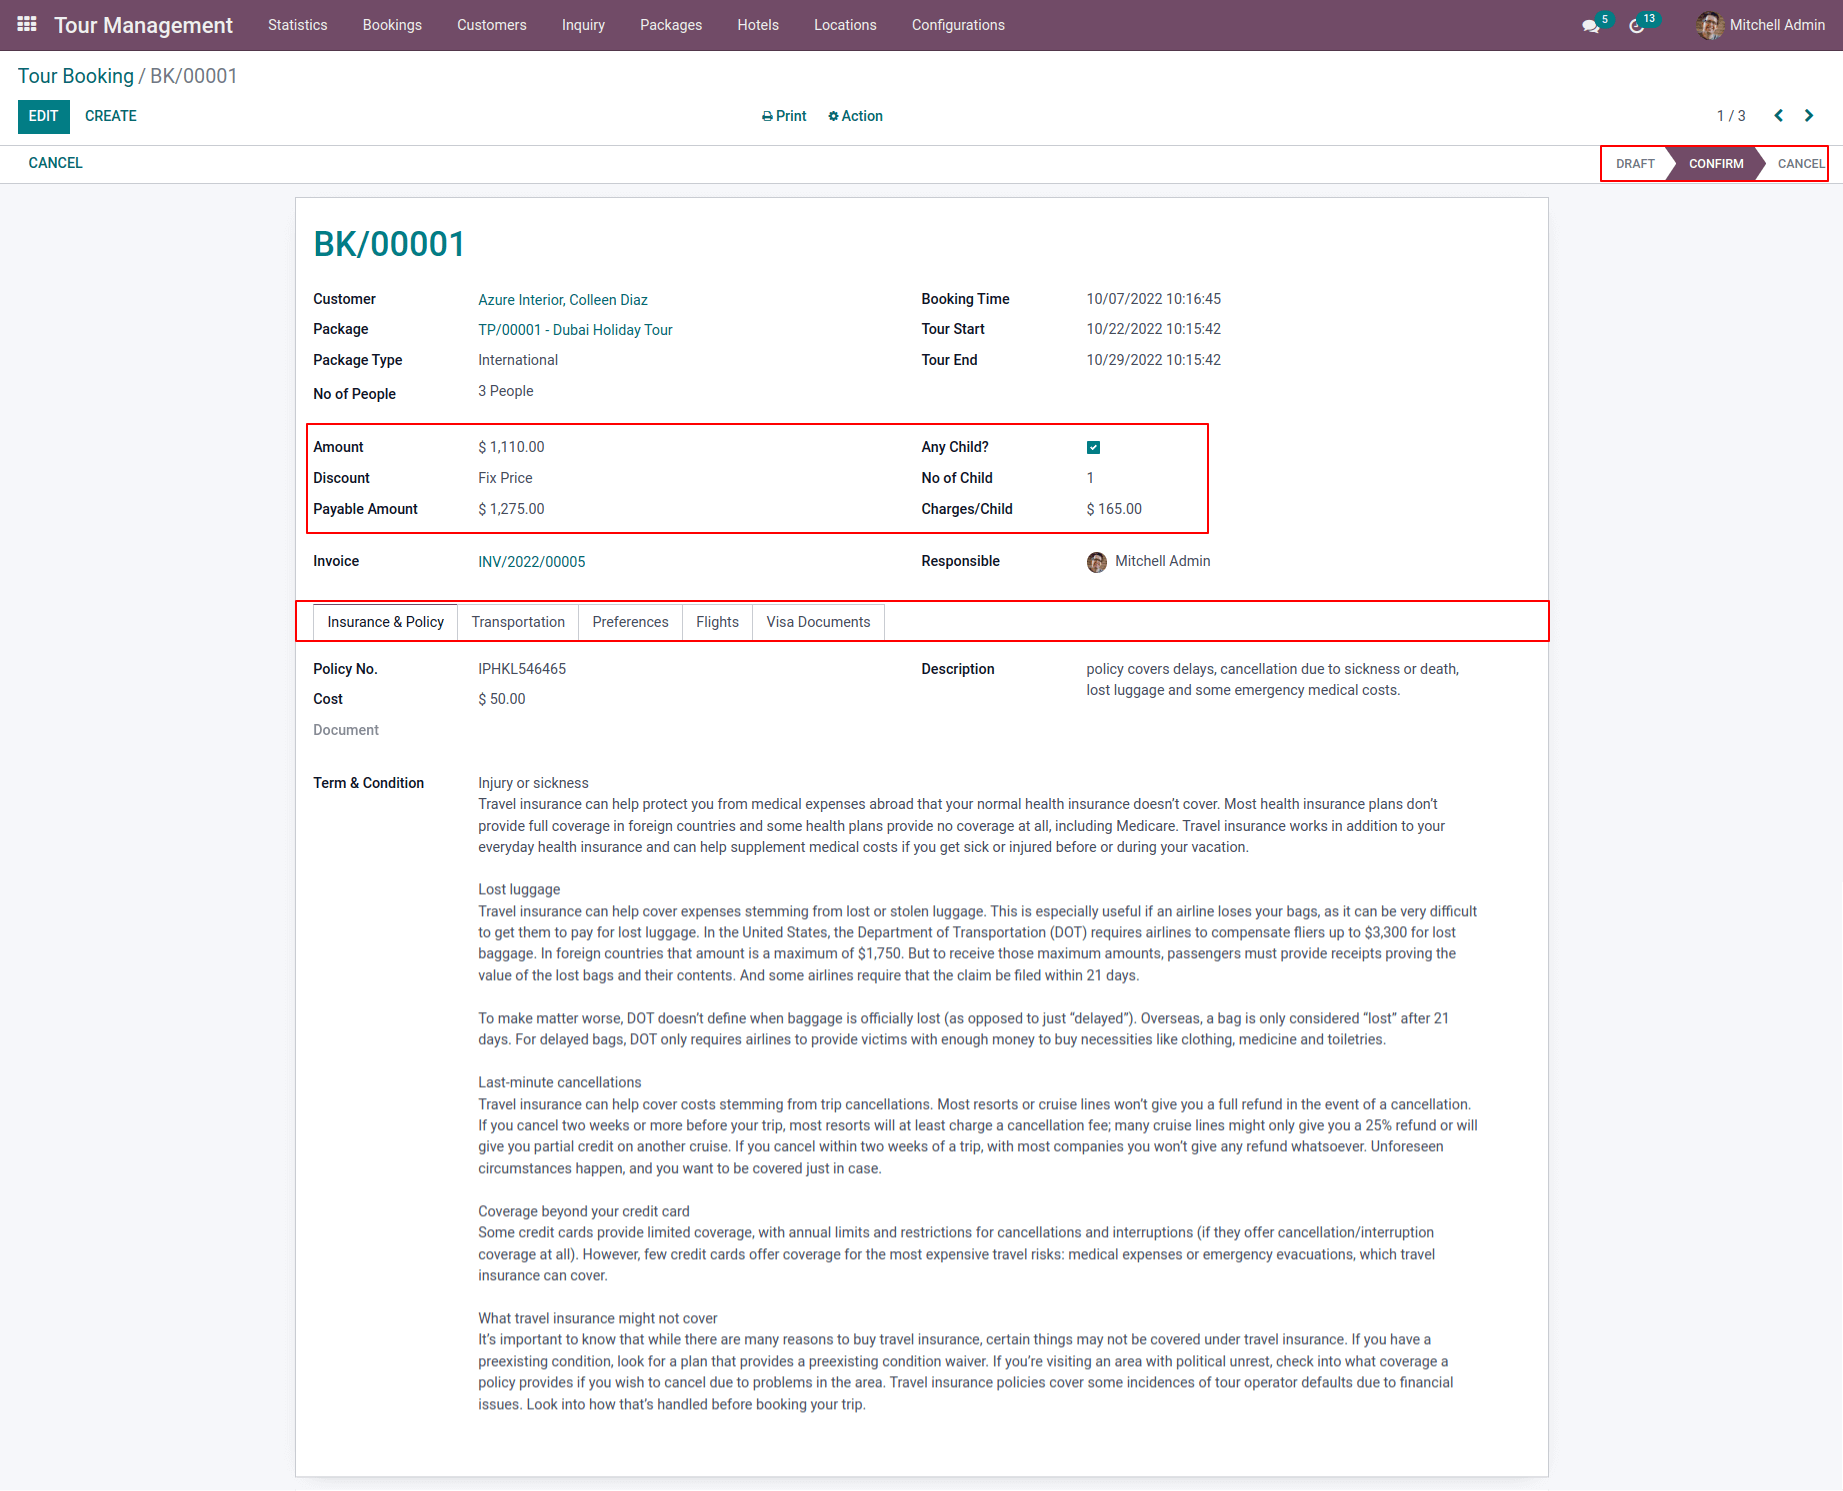 Tour Management Statistics Bookings Customers Inquiry Packages Hotels Locations Configurations 5 13 Mitchell Admin
Tour Booking / BK/00001
EDIT CREATE Print Action 1 / 3
CANCEL DRAFT CONFIRM CANCEL
BK/00001
Customer Azure Interior, Colleen Diaz Booking Time 10/07/2022 10:16:45
Package TP/00001 - Dubai Holiday Tour Tour Start 10/22/2022 10:15:42
Package Type International Tour End 10/29/2022 10:15:42
No of People 3 People
Amount $ 1,110.00 Any Child?
Discount Fix Price No of Child 1
Payable Amount $ 1,275.00 Charges/Child $ 165.00
Invoice INV/2022/00005 Responsible Mitchell Admin
Insurance & Policy Transportation Preferences Flights Visa Documents
Policy No. IPHKL546465 Description policy covers delays, cancellation due to sickness or death,
lost luggage and some emergency medical costs.
Cost $ 50.00
Document
Term & Condition Injury or sickness
Travel insurance can help protect you from medical expenses abroad that your normal health insurance doesn't cover. Most health insurance plans don't
provide full coverage in foreign countries and some health plans provide no coverage at all, including Medicare. Travel insurance works in addition to your
everyday health insurance and can help supplement medical costs if you get sick or injured before or during your vacation.
Lost luggage
Travel insurance can help cover expenses stemming from lost or stolen luggage. This is especially useful if an airline loses your bags, as it can be very difficult
to get them to pay for lost luggage. In the United States, the Department of Transportation (DOT) requires airlines to compensate fliers up to $3,300 for lost
baggage. In foreign countries that amount is a maximum of $1,750. But to receive those maximum amounts, passengers must provide receipts proving the
value of the lost bags and their contents. And some airlines require that the claim be filed within 21 days.
To make matter worse, DOT doesn't define when baggage is officially lost (as opposed to just “delayed”). Overseas, a bag is only considered “lost” after 21
days. For delayed bags, DOT only requires airlines to provide victims with enough money to buy necessities like clothing, medicine and toiletries.
Last-minute cancellations
Travel insurance can help cover costs stemming from trip cancellations. Most resorts or cruise lines won't give you a full refund in the event of a cancellation.
If you cancel two weeks or more before your trip, most resorts will at least charge a cancellation fee; many cruise lines might only give you a 25% refund or will
give you partial credit on another cruise. If you cancel within two weeks of a trip, with most companies you won't give any refund whatsoever. Unforeseen
circumstances happen, and you want to be covered just in case.
Coverage beyond your credit card
Some credit cards provide limited coverage, with annual limits and restrictions for cancellations and interruptions (if they offer cancellation/interruption
coverage at all). However, few credit cards offer coverage for the most expensive travel risks: medical expenses or emergency evacuations, which travel
insurance can cover.
What travel insurance might not cover
It's important to know that while there are many reasons to buy travel insurance, certain things may not be covered under travel insurance. If you have a
preexisting condition, look for a plan that provides a preexisting condition waiver. If you're visiting an area with political unrest, check into what coverage a
policy provides if you wish to cancel due to problems in the area. Travel insurance policies cover some incidences of tour operator defaults due to financial
issues. Look into how that's handled before booking your trip.